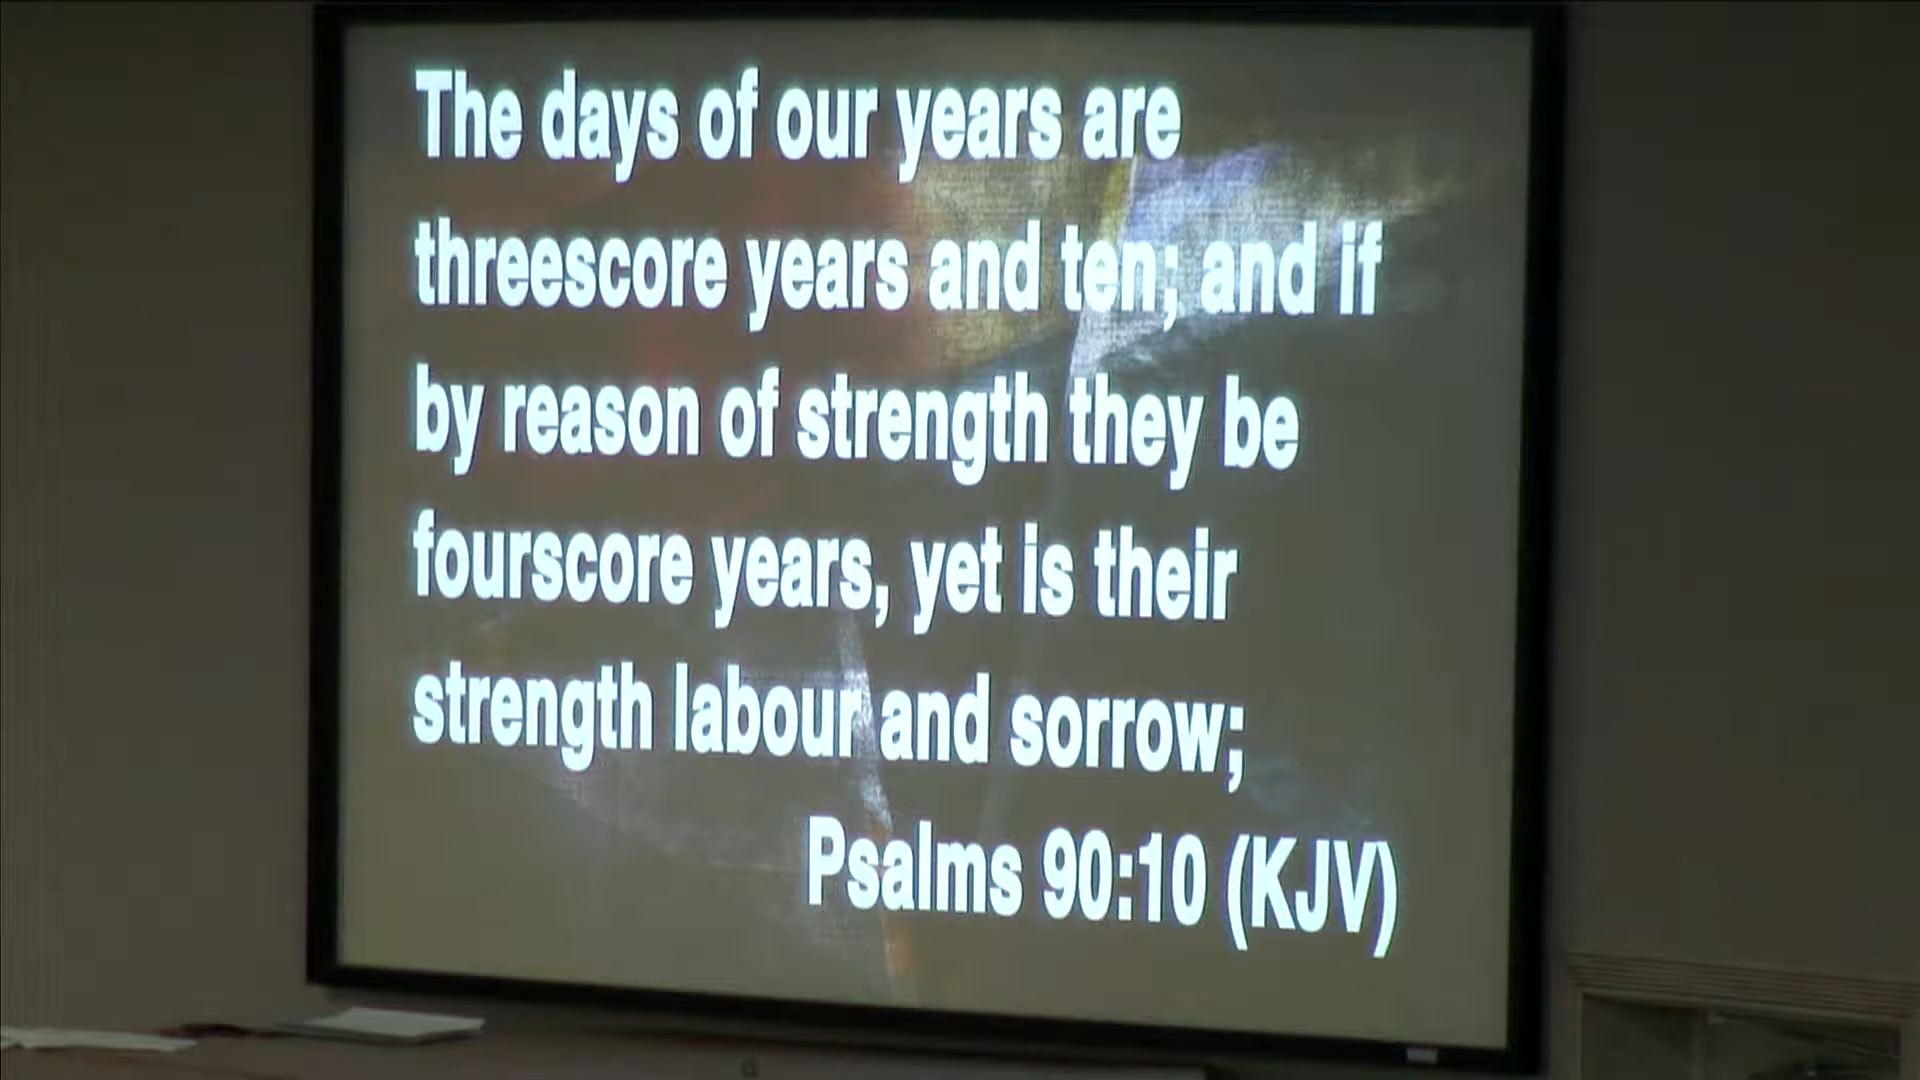 The days of our years are
threescore years and ten; and if
by reason of strength they be
fourscore years, yet is their
strength labour and sorrow;
Psalms 90:10 (KJV)